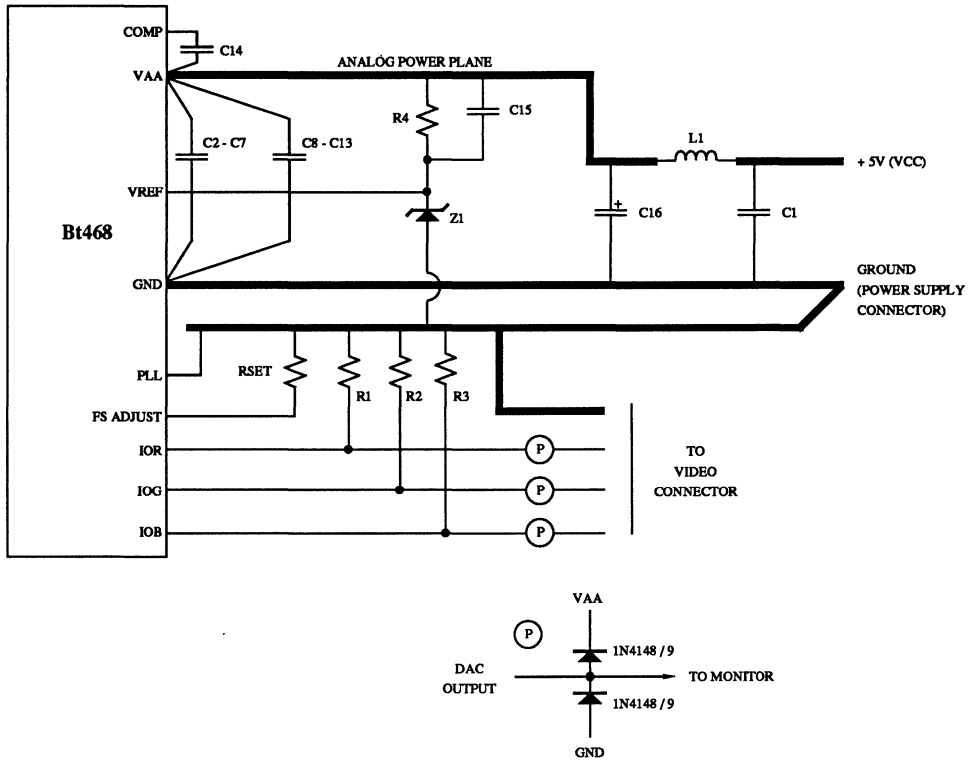 COMP
C14
ANALOG POWER PLANE
VAA
R4
C15
L1
C2 - C7
C8 - C13
+ 5V (VCC)
VREF
Z1
+
C16
C1
Bt468
GND
GROUND
(POWER SUPPLY
CONNECTOR)
PLL
RSET
R1
R2
R3
FS ADJUST
IOR
P
TO
VIDEO
CONNECTOR
IOG
P
IOB
P
VAA
P
1N4148 / 9
DAC
OUTPUT
TO MONITOR
1N4148 / 9
GND